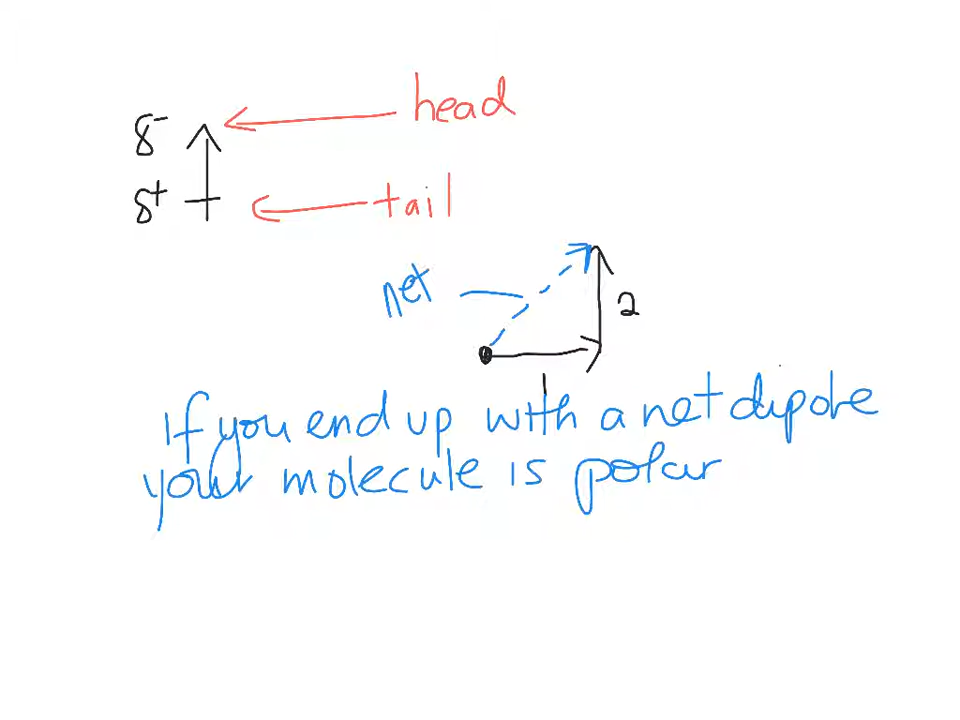 δ⁻
head
δ⁺
tail
net
2
1
If you end up with a net dipole
your molecule is polar